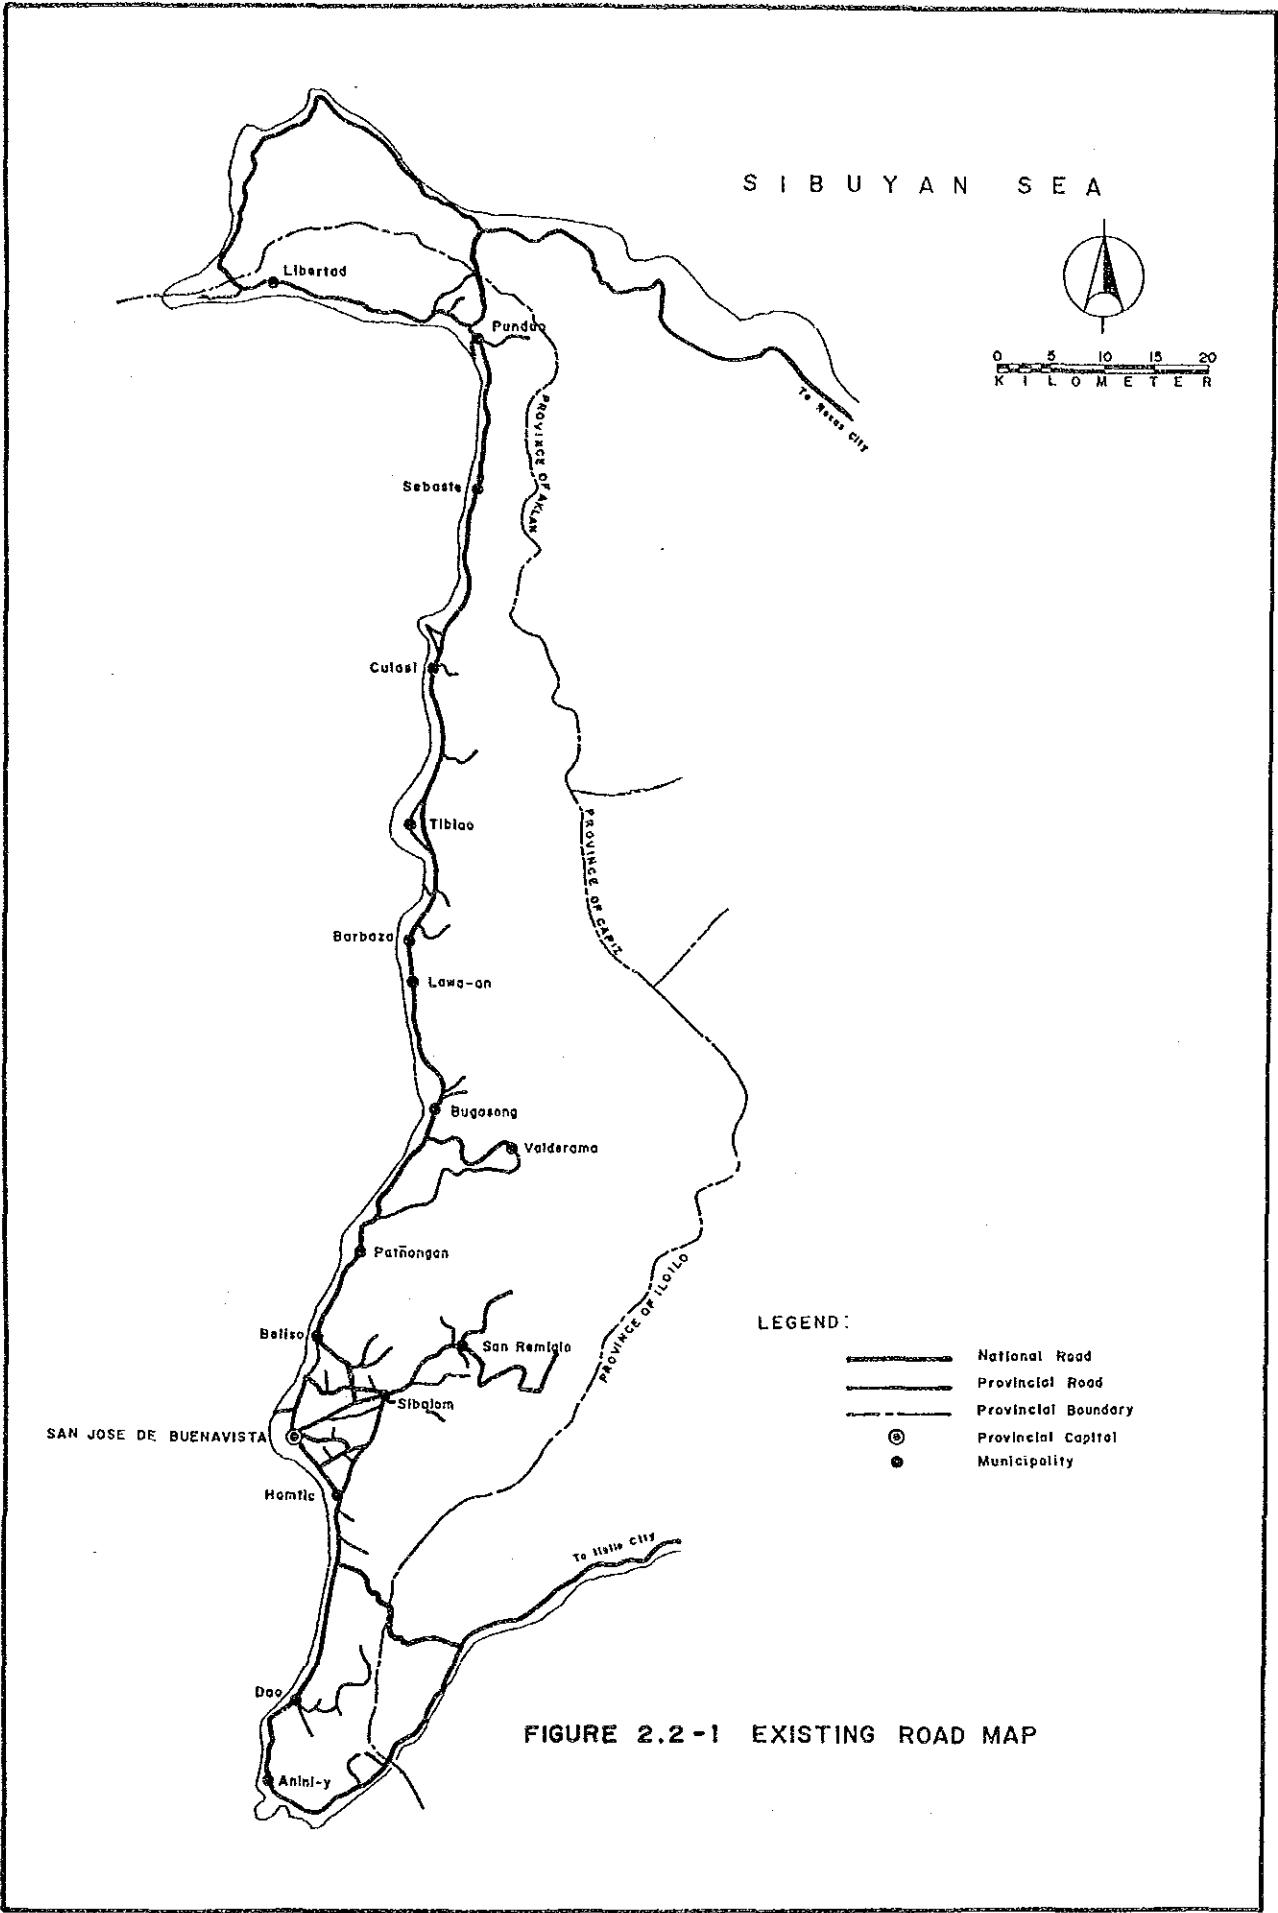 SIBUYAN SEA
Libertad
Pundan
0 5 10 15 20
KILOMETER
To Roxas City
PROVINCE OF AKLAN
Sebaste
Culasi
Tibiao
PROVINCE OF CAPIZ
Barbaza
Lawa-an
Bugasong
Valderama
Patñongan
PROVINCE OF ILOILO
LEGEND:
Beliso
San Remigio
National Road
Provincial Road
Sibalom
Provincial Boundary
SAN JOSE DE BUENAVISTA
Provincial Capital
Municipality
Hamtic
To Iloilo City
Dao
FIGURE 2.2-1 EXISTING ROAD MAP
Anini-y